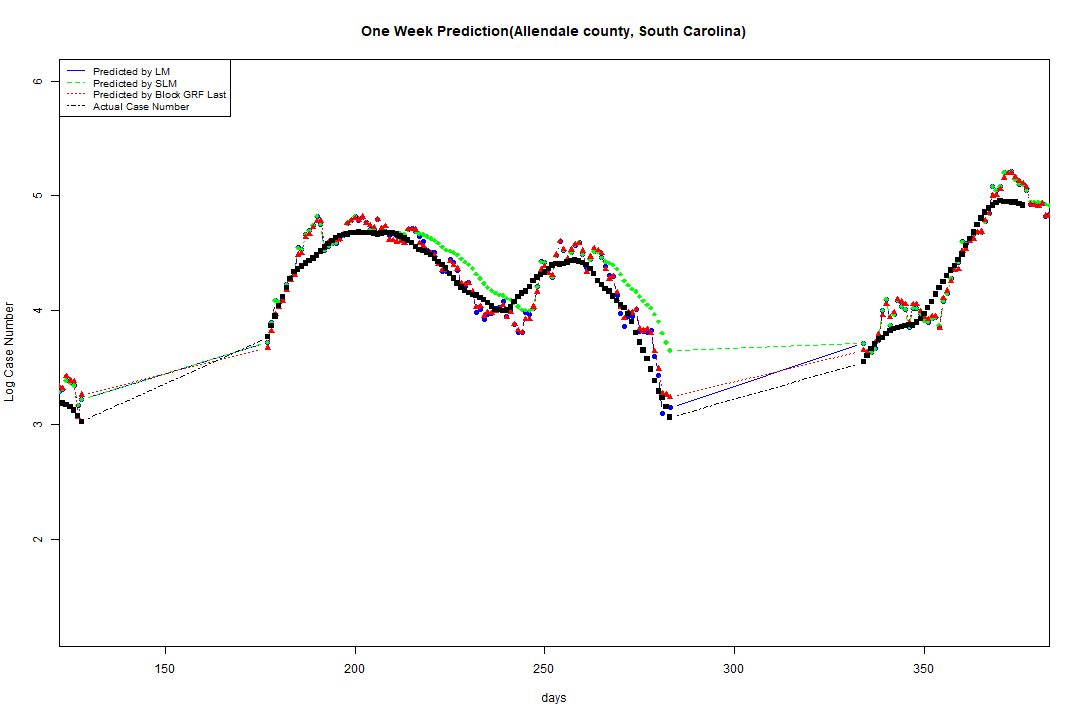 One Week Prediction(Allendale county, South Carolina)
Predicted by LM
Predicted by SLM
Predicted by Block GRF Last
Actual Case Number
6
5
4
3
2
Log Case Number
150 200 250 300 350
days